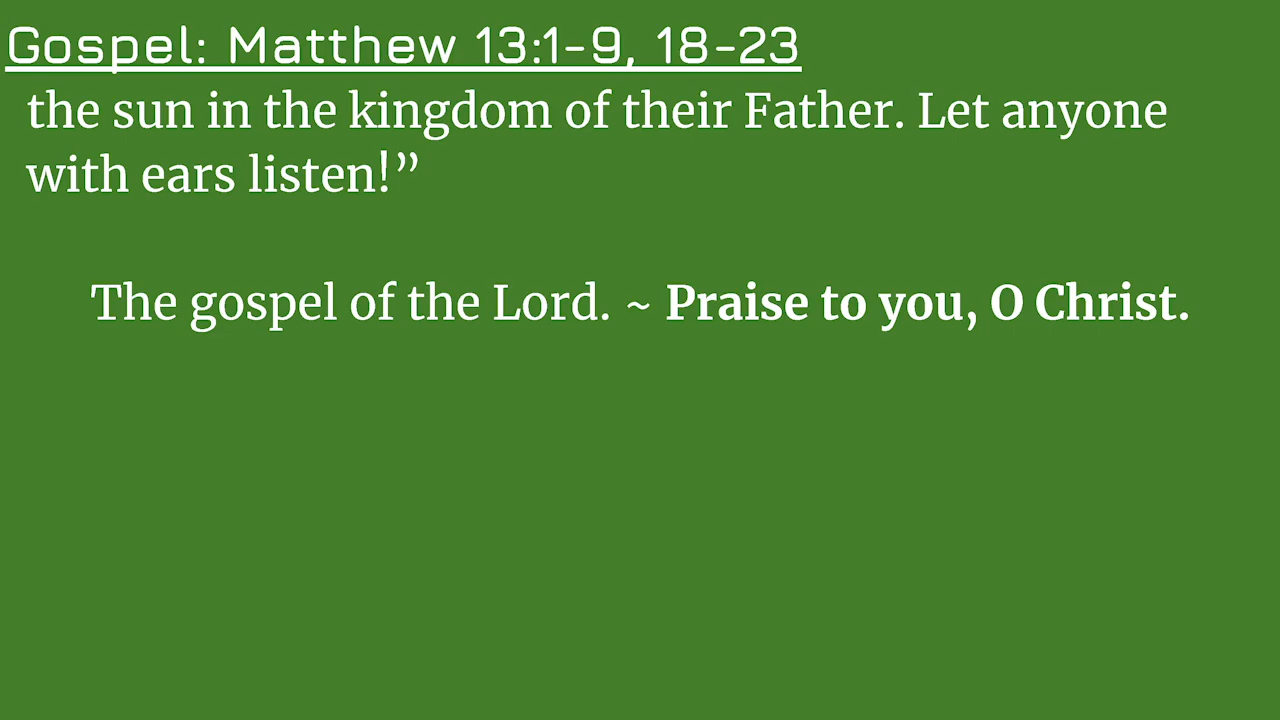 Gospel: Matthew 13:1-9, 18-23
the sun in the kingdom of their Father. Let anyone
with ears listen!”
The gospel of the Lord. ~ Praise to you, O Christ.